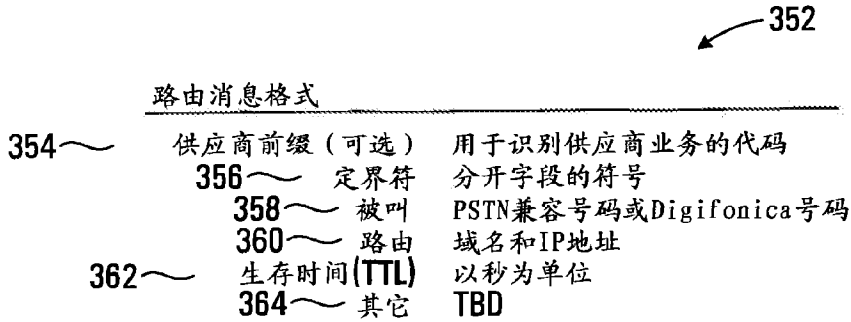 352
路由消息格式
354 供应商前缀（可选） 用于识别供应商业务的代码
356 定界符 分开字段的符号
358 被叫 PSTN兼容号码或Digifonica号码
360 路由 域名和IP地址
362 生存时间(TTL) 以秒为单位
364 其它 TBD